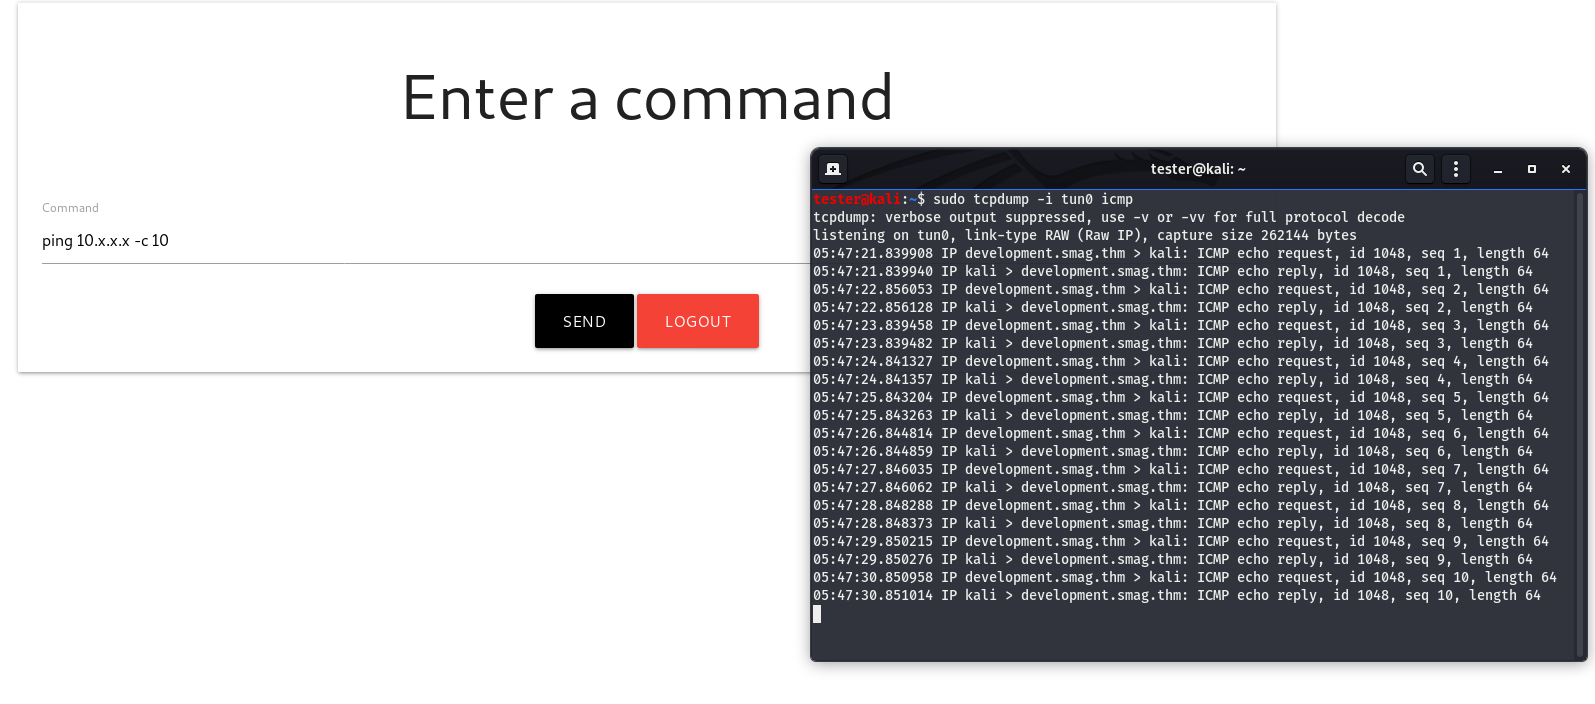 Enter a command
Command
ping 10.x.x.x -c 10
SEND
LOGOUT
tester@kali: ~
tester@kali:~$ sudo tcpdump -i tun0 icmp
tcpdump: verbose output suppressed, use -v or -vv for full protocol decode
listening on tun0, link-type RAW (Raw IP), capture size 262144 bytes
05:47:21.839908 IP development.smag.thm > kali: ICMP echo request, id 1048, seq 1, length 64
05:47:21.839940 IP kali > development.smag.thm: ICMP echo reply, id 1048, seq 1, length 64
05:47:22.856053 IP development.smag.thm > kali: ICMP echo request, id 1048, seq 2, length 64
05:47:22.856128 IP kali > development.smag.thm: ICMP echo reply, id 1048, seq 2, length 64
05:47:23.839458 IP development.smag.thm > kali: ICMP echo request, id 1048, seq 3, length 64
05:47:23.839482 IP kali > development.smag.thm: ICMP echo reply, id 1048, seq 3, length 64
05:47:24.841327 IP development.smag.thm > kali: ICMP echo request, id 1048, seq 4, length 64
05:47:24.841357 IP kali > development.smag.thm: ICMP echo reply, id 1048, seq 4, length 64
05:47:25.843204 IP development.smag.thm > kali: ICMP echo request, id 1048, seq 5, length 64
05:47:25.843263 IP kali > development.smag.thm: ICMP echo reply, id 1048, seq 5, length 64
05:47:26.844814 IP development.smag.thm > kali: ICMP echo request, id 1048, seq 6, length 64
05:47:26.844859 IP kali > development.smag.thm: ICMP echo reply, id 1048, seq 6, length 64
05:47:27.846035 IP development.smag.thm > kali: ICMP echo request, id 1048, seq 7, length 64
05:47:27.846062 IP kali > development.smag.thm: ICMP echo reply, id 1048, seq 7, length 64
05:47:28.848288 IP development.smag.thm > kali: ICMP echo request, id 1048, seq 8, length 64
05:47:28.848373 IP kali > development.smag.thm: ICMP echo reply, id 1048, seq 8, length 64
05:47:29.850215 IP development.smag.thm > kali: ICMP echo request, id 1048, seq 9, length 64
05:47:29.850276 IP kali > development.smag.thm: ICMP echo reply, id 1048, seq 9, length 64
05:47:30.850958 IP development.smag.thm > kali: ICMP echo request, id 1048, seq 10, length 64
05:47:30.851014 IP kali > development.smag.thm: ICMP echo reply, id 1048, seq 10, length 64